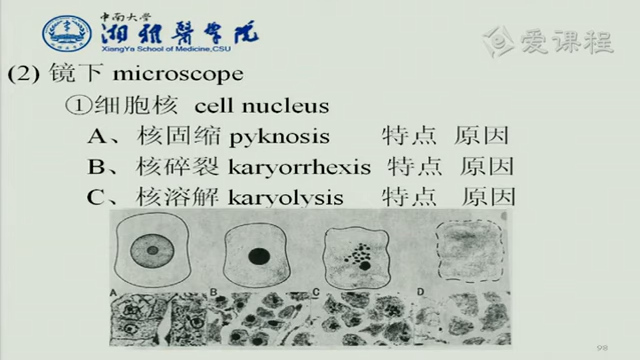 中南大学
湘雅醫学院
XiangYa School of Medicine,CSU
爱课程
(2) 镜下 microscope
①细胞核 cell nucleus
A、核固缩 pyknosis 特点 原因
B、核碎裂 karyorrhexis 特点 原因
C、核溶解 karyolysis 特点 原因
A B C D
98